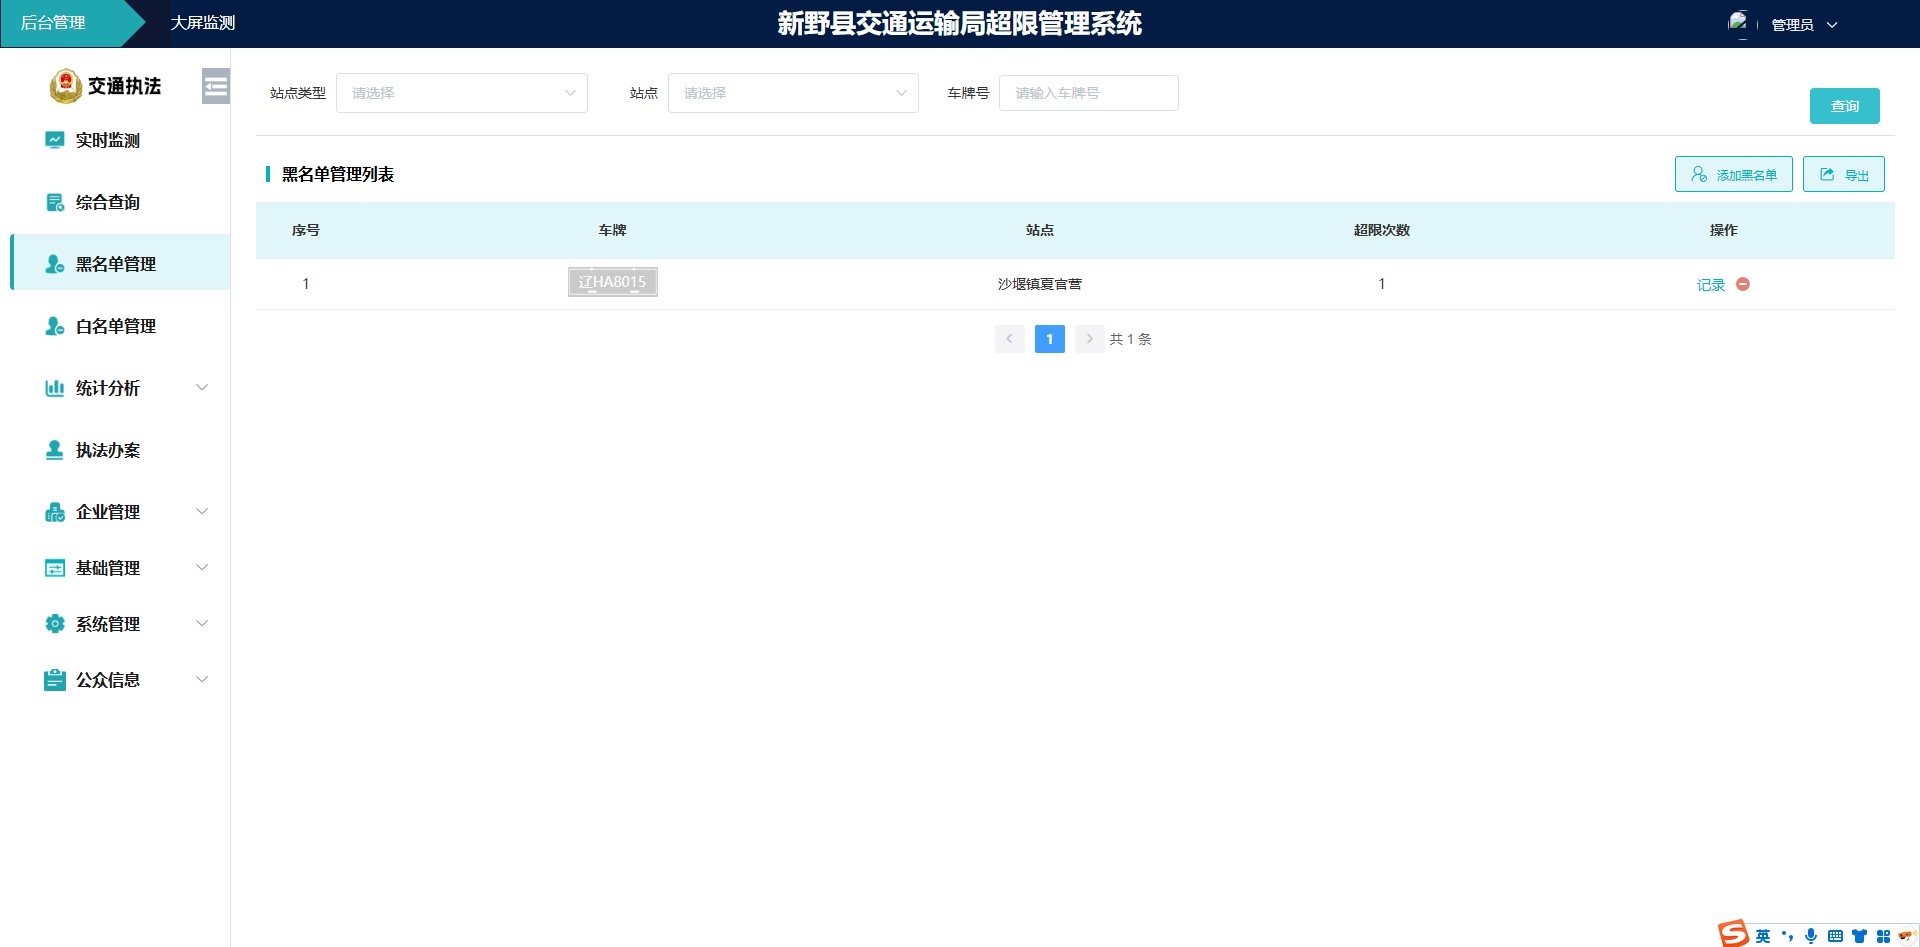 后台管理
大屏监测
新野县交通运输局超限管理系统
管理员
交通执法
实时监测
综合查询
黑名单管理
白名单管理
统计分析
执法办案
企业管理
基础管理
系统管理
公众信息
站点类型 请选择 站点 请选择 车牌号 请输入车牌号
查询
黑名单管理列表
添加黑名单 导出
序号 车牌 站点 超限次数 操作
1 辽HA8015 沙堰镇夏官营 1 记录
1 共 1 条
S 英